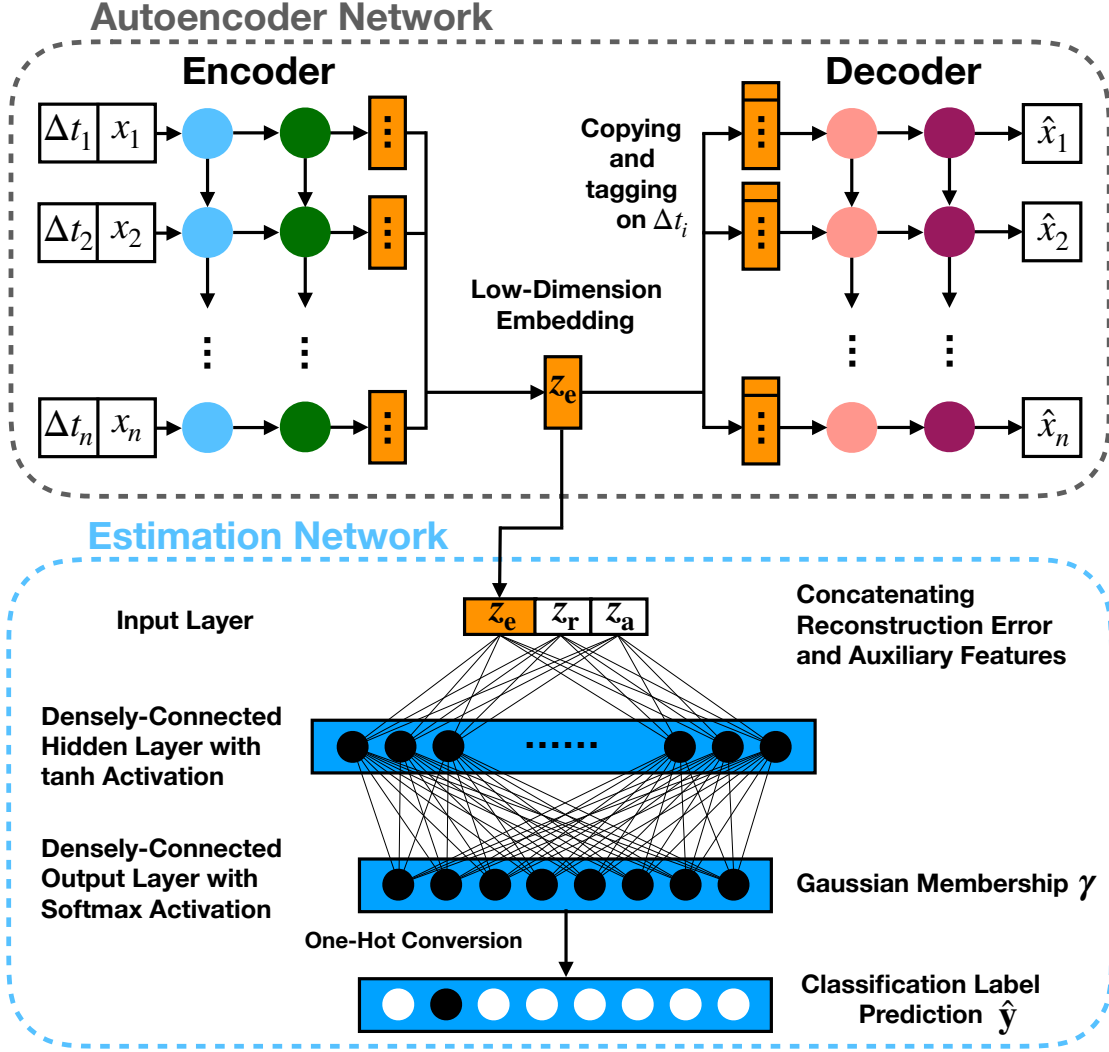 Autoencoder Network
Encoder
Decoder
Δt₁ x₁
⋮
Copying
and
tagging
on Δtᵢ
⋮
x̂₁
Δt₂ x₂
⋮
⋮
x̂₂
Low-Dimension
Embedding
⋮ ⋮
⋮ ⋮
zₑ
Δtₙ xₙ
⋮
⋮
x̂ₙ
Estimation Network
Input Layer
zₑ zᵣ zₐ
Concatenating
Reconstruction Error
and Auxiliary Features
Densely-Connected
Hidden Layer with
tanh Activation
······
Densely-Connected
Output Layer with
Softmax Activation
Gaussian Membership γ
One-Hot Conversion
Classification Label
Prediction ŷ